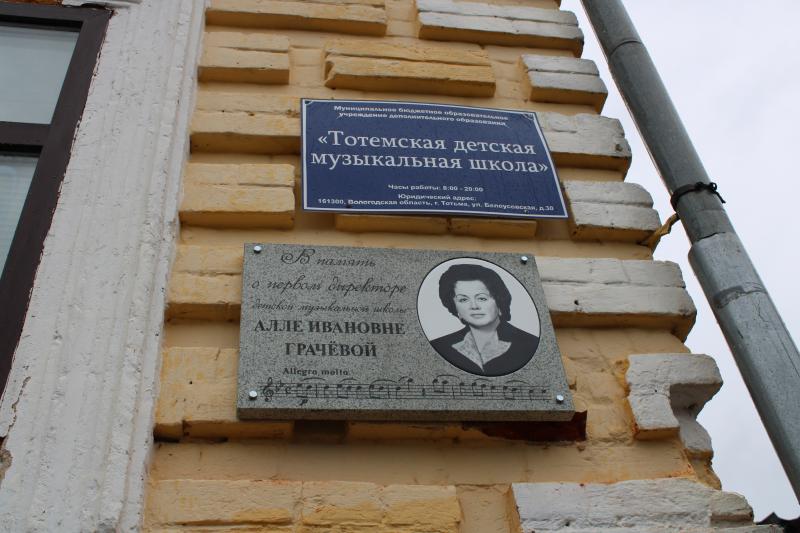 Муниципальное бюджетное образовательное
учреждение дополнительного образования
«Тотемская детская
музыкальная школа»
Часы работы: 8:00 - 20:00
Юридический адрес:
161300, Вологодская область, г. Тотьма, ул. Белоусовская, д.30
В память
о первом директоре
детской музыкальной школы
АЛЛЕ ИВАНОВНЕ
ГРАЧЁВОЙ
Allegro molto
p